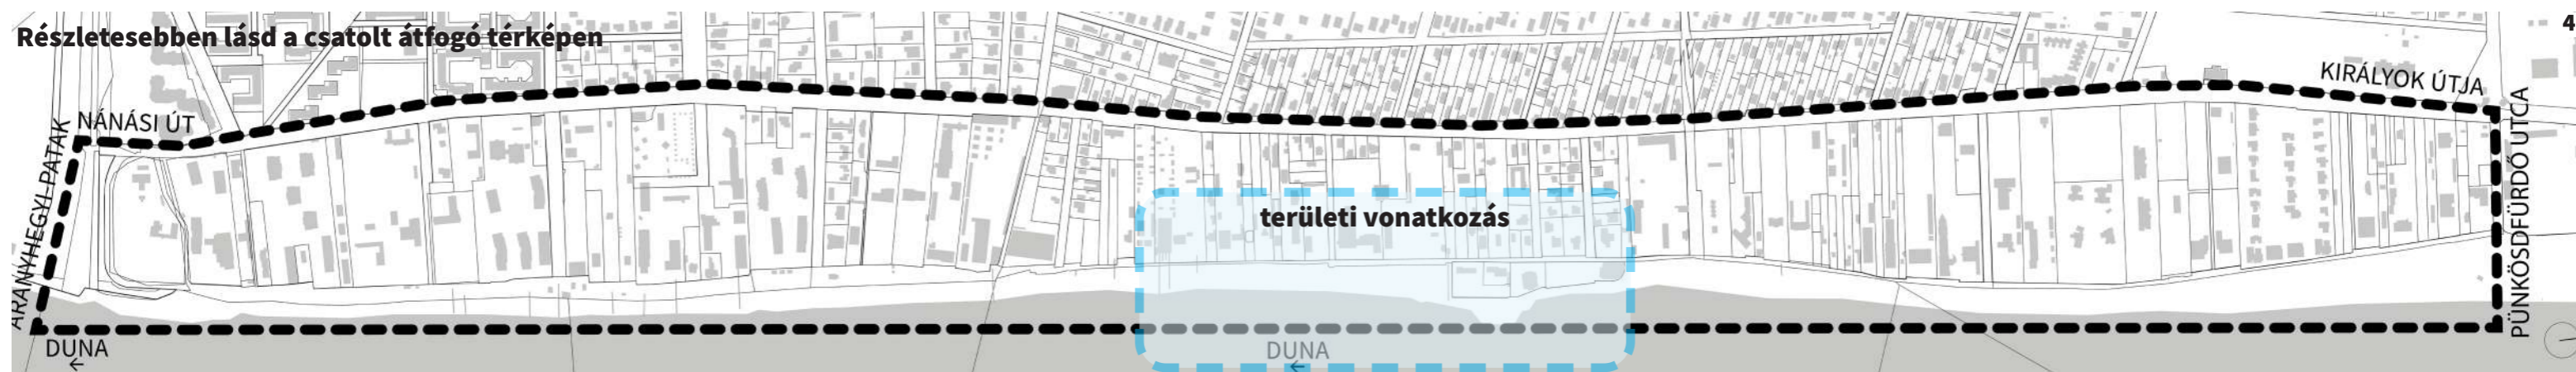 Részletesebben lásd a csatolt átfogó térképen
4
KIRÁLYOK ÚTJA
NÁNÁSI ÚT
ARANYHEGYI PATAK
PÜNKÖSDFÜRDŐ UTCA
területi vonatkozás
DUNA
←
DUNA
←